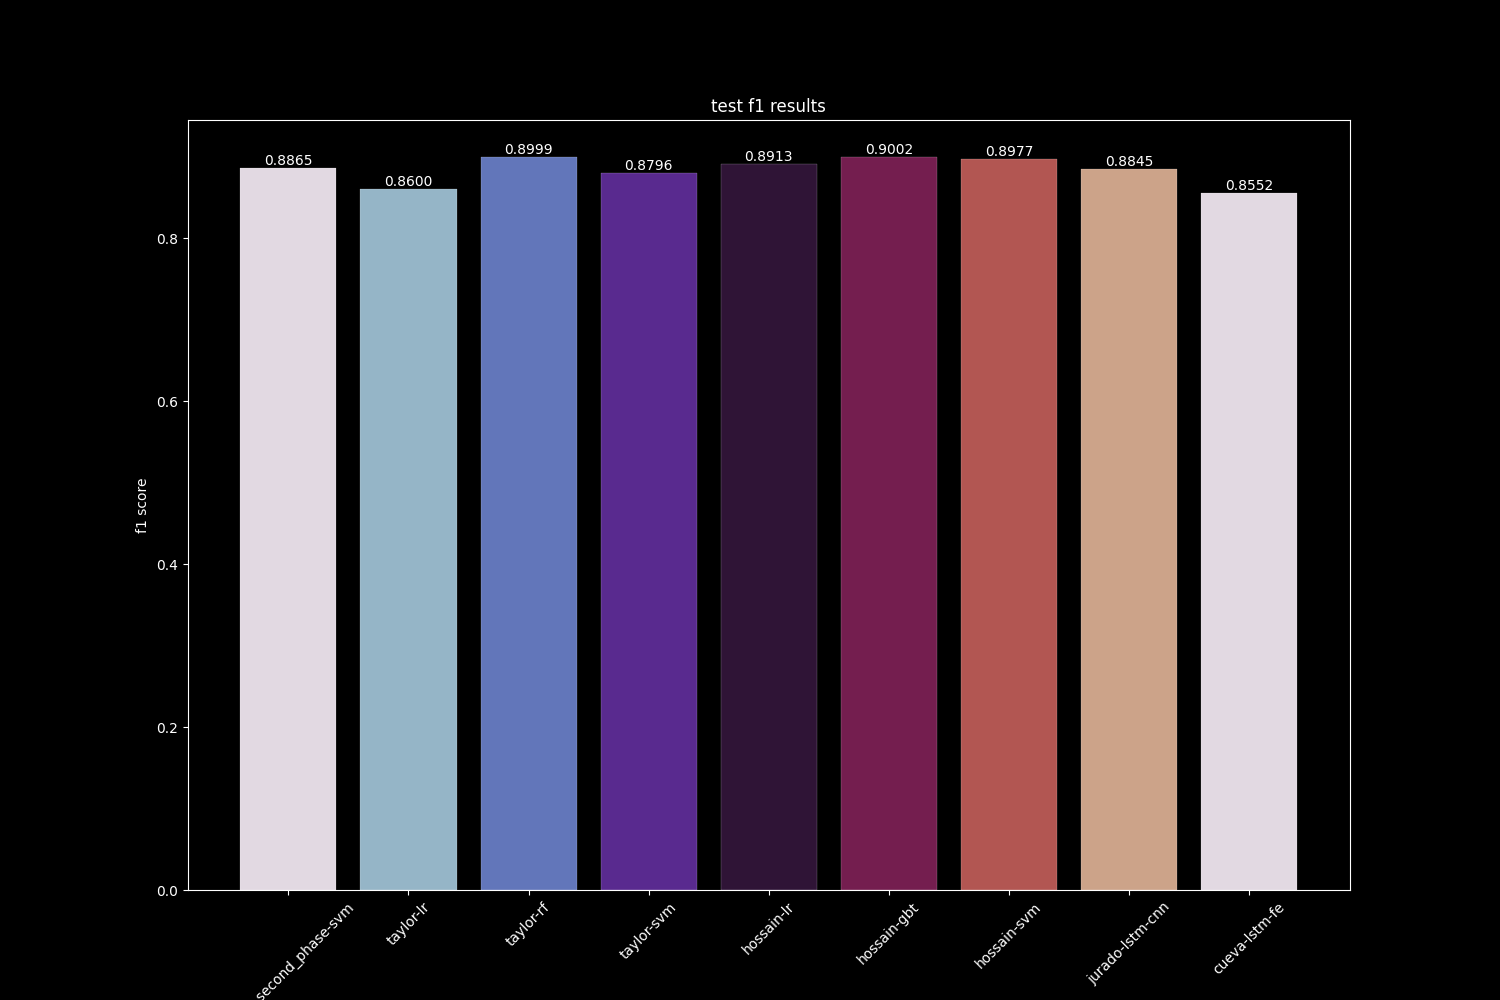 test f1 results
0.8865
0.8600
0.8999
0.8796
0.8913
0.9002
0.8977
0.8845
0.8552
f1 score
0.8
0.6
0.4
0.2
0.0
second_phase-svm
taylor-lr
taylor-rf
taylor-svm
hossain-lr
hossain-gbt
hossain-svm
jurado-lstm-cnn
cueva-lstm-fe